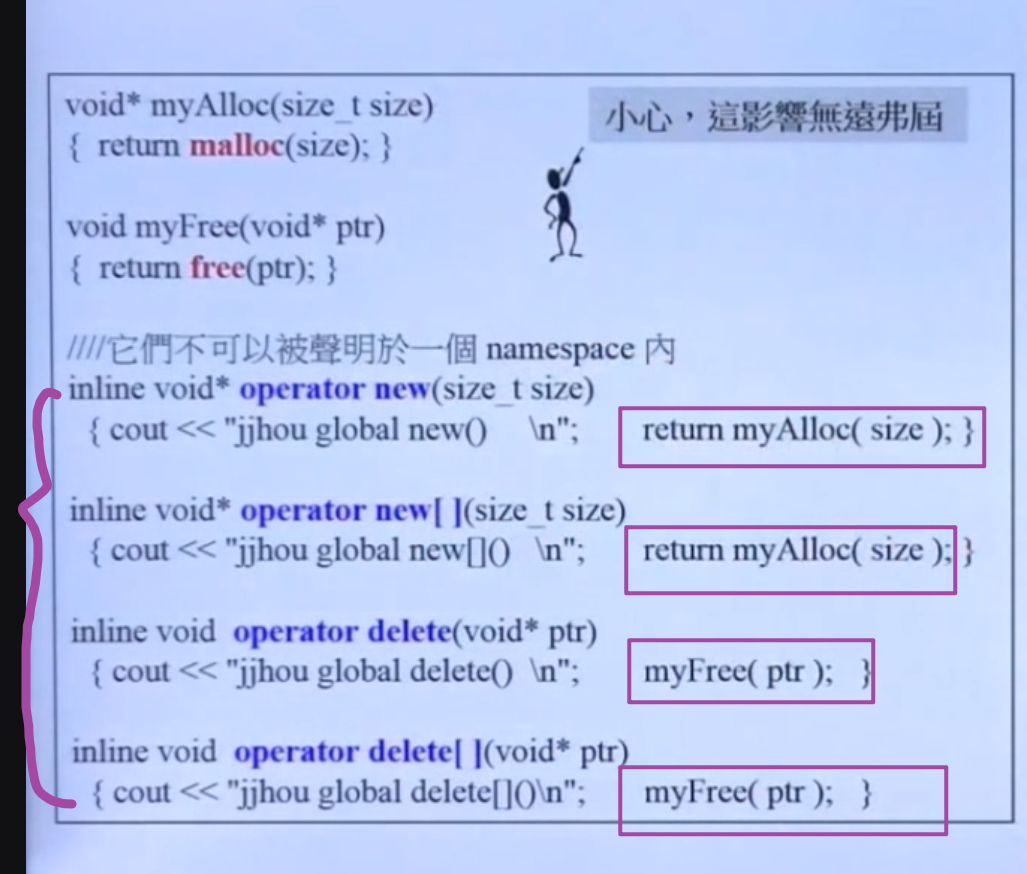 void* myAlloc(size_t size)
小心，這影響無遠弗屆
{ return malloc(size); }
void myFree(void* ptr)
{ return free(ptr); }
////它們不可以被聲明於一個 namespace 內
inline void* operator new(size_t size)
{ cout << "jjhou global new()    \n";    return myAlloc( size ); }
inline void* operator new[ ](size_t size)
{ cout << "jjhou global new[]()  \n";    return myAlloc( size ); }
inline void  operator delete(void* ptr)
{ cout << "jjhou global delete()  \n";    myFree( ptr );   }
inline void  operator delete[ ](void* ptr)
{ cout << "jjhou global delete[]()\n";    myFree( ptr );   }